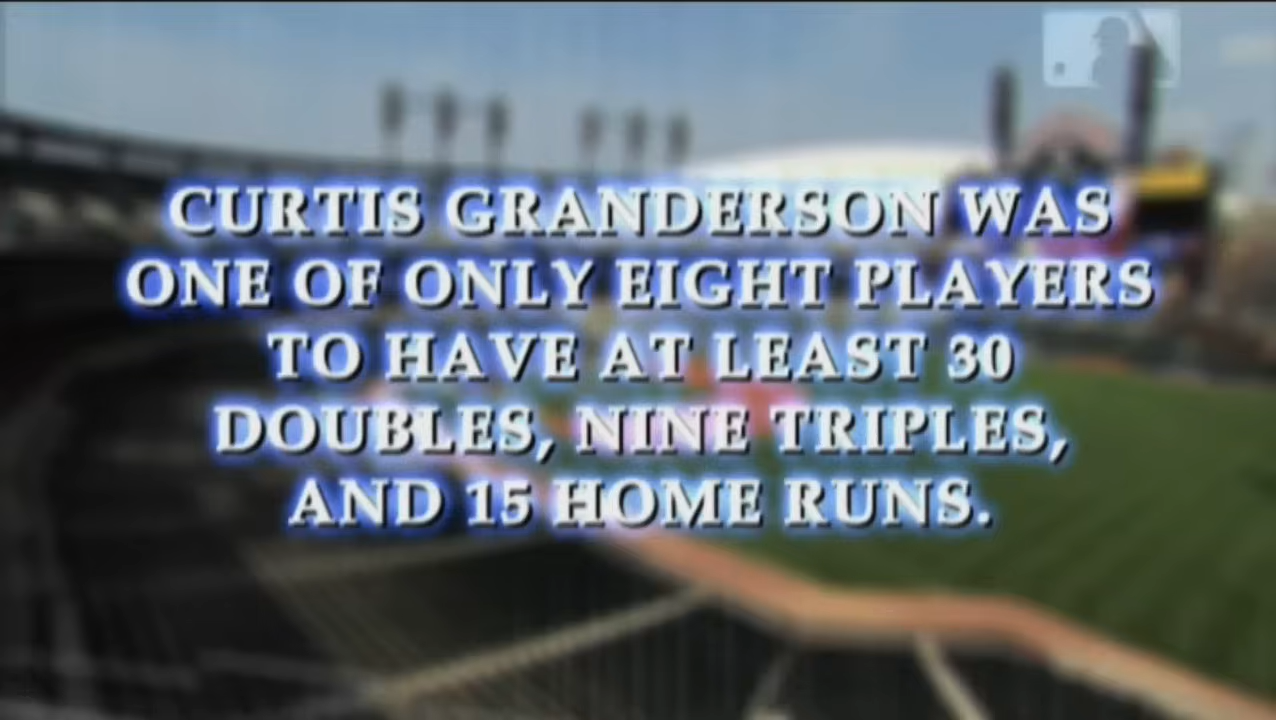 CURTIS GRANDERSON WAS
ONE OF ONLY EIGHT PLAYERS
TO HAVE AT LEAST 30
DOUBLES, NINE TRIPLES,
AND 15 HOME RUNS.